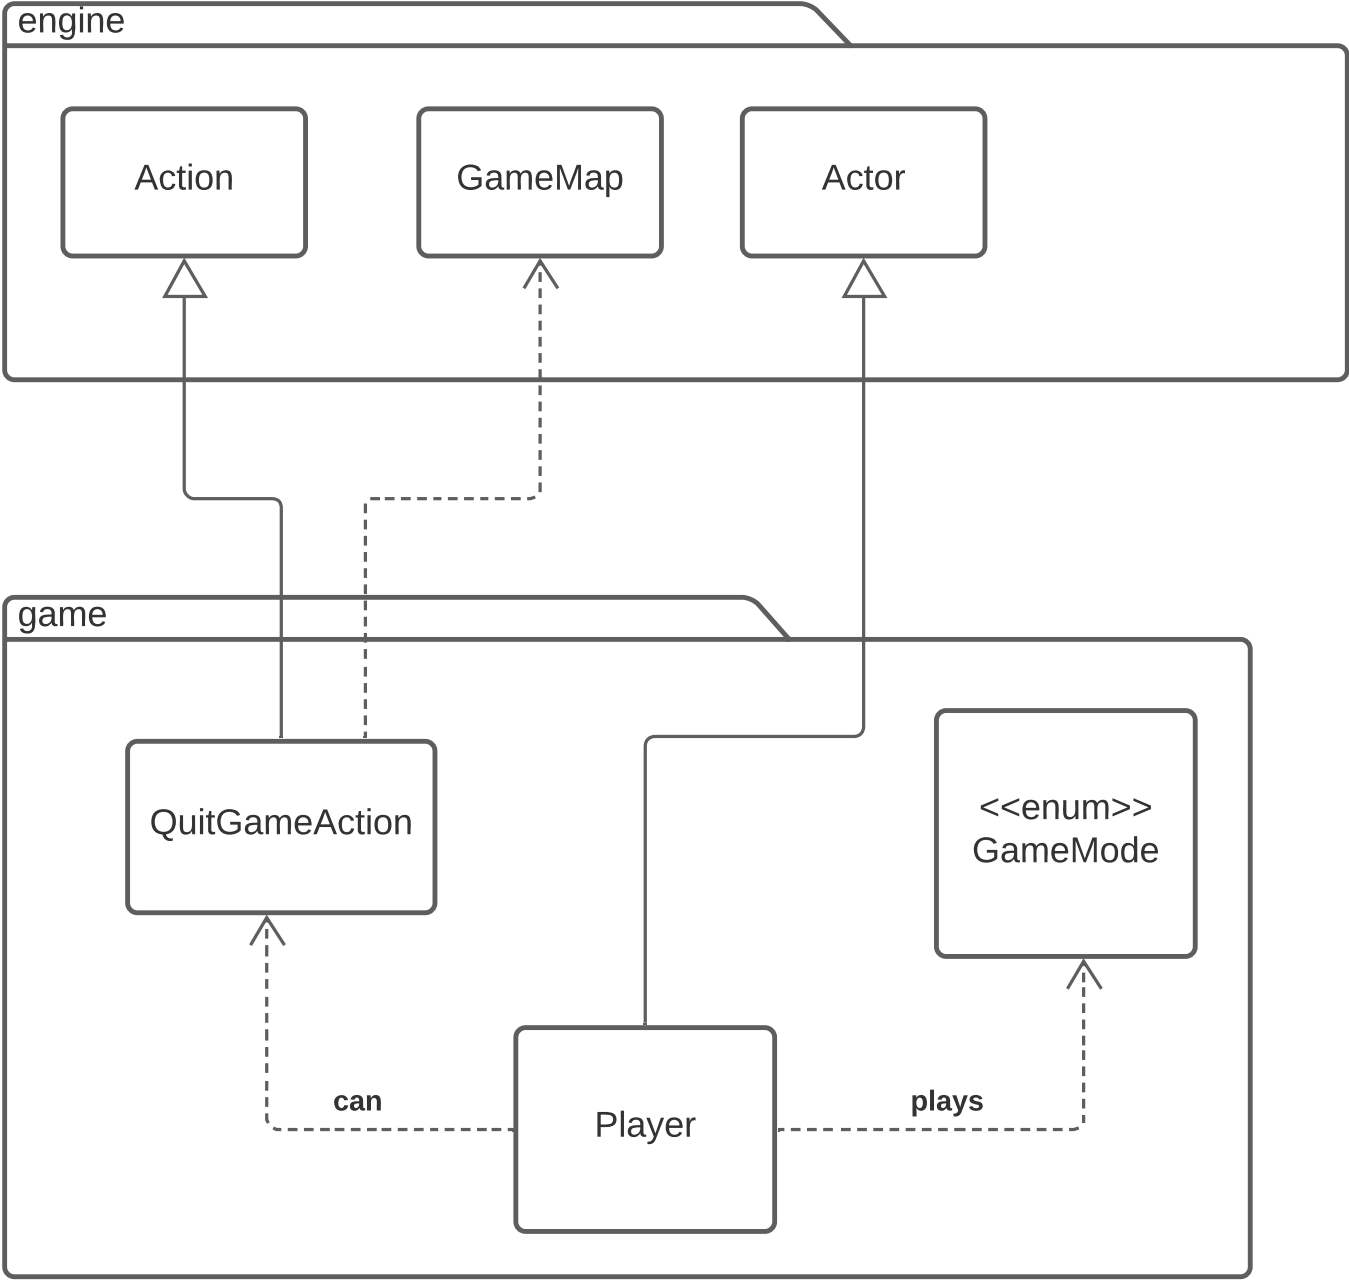 engine
Action
GameMap
Actor
game
QuitGameAction
<<enum>>
GameMode
can
Player
plays